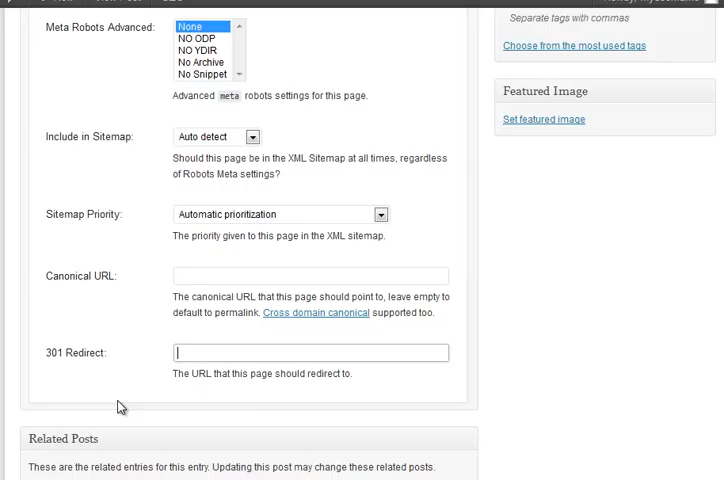 Meta Robots Advanced:
None
NO ODP
NO YDIR
No Archive
No Snippet
Advanced meta robots settings for this page.
Include in Sitemap:
Auto detect
Should this page be in the XML Sitemap at all times, regardless
of Robots Meta settings?
Sitemap Priority:
Automatic prioritization
The priority given to this page in the XML sitemap.
Canonical URL:
The canonical URL that this page should point to, leave empty to
default to permalink. Cross domain canonical supported too.
301 Redirect:
The URL that this page should redirect to.
Related Posts
These are the related entries for this entry. Updating this post may change these related posts.
Separate tags with commas
Choose from the most used tags
Featured Image
Set featured image